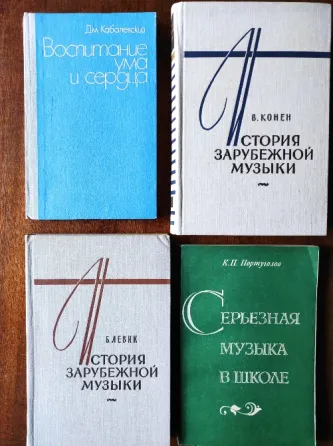 Дм. Кабалевский
Воспитание
ума
и сердца
В. КОНЕН
ИСТОРИЯ
ЗАРУБЕЖНОЙ
МУЗЫКИ
Б. ЛЕВИК
ИСТОРИЯ
ЗАРУБЕЖНОЙ
МУЗЫКИ
К. П. Португалов
СЕРЬЕЗНАЯ
МУЗЫКА
В ШКОЛЕ